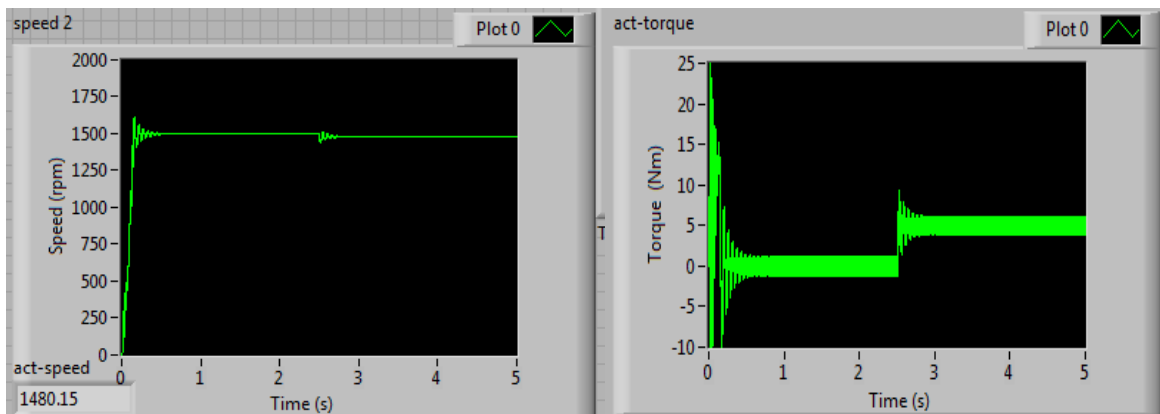 speed 2
Plot 0
2000
1750
1500
1250
1000
750
500
250
0
Speed (rpm)
0 1 2 3 4 5
Time (s)
act-speed
1480.15
act-torque
Plot 0
25
20
15
10
5
0
-5
-10
Torque (Nm)
0 1 2 3 4 5
Time (s)
T